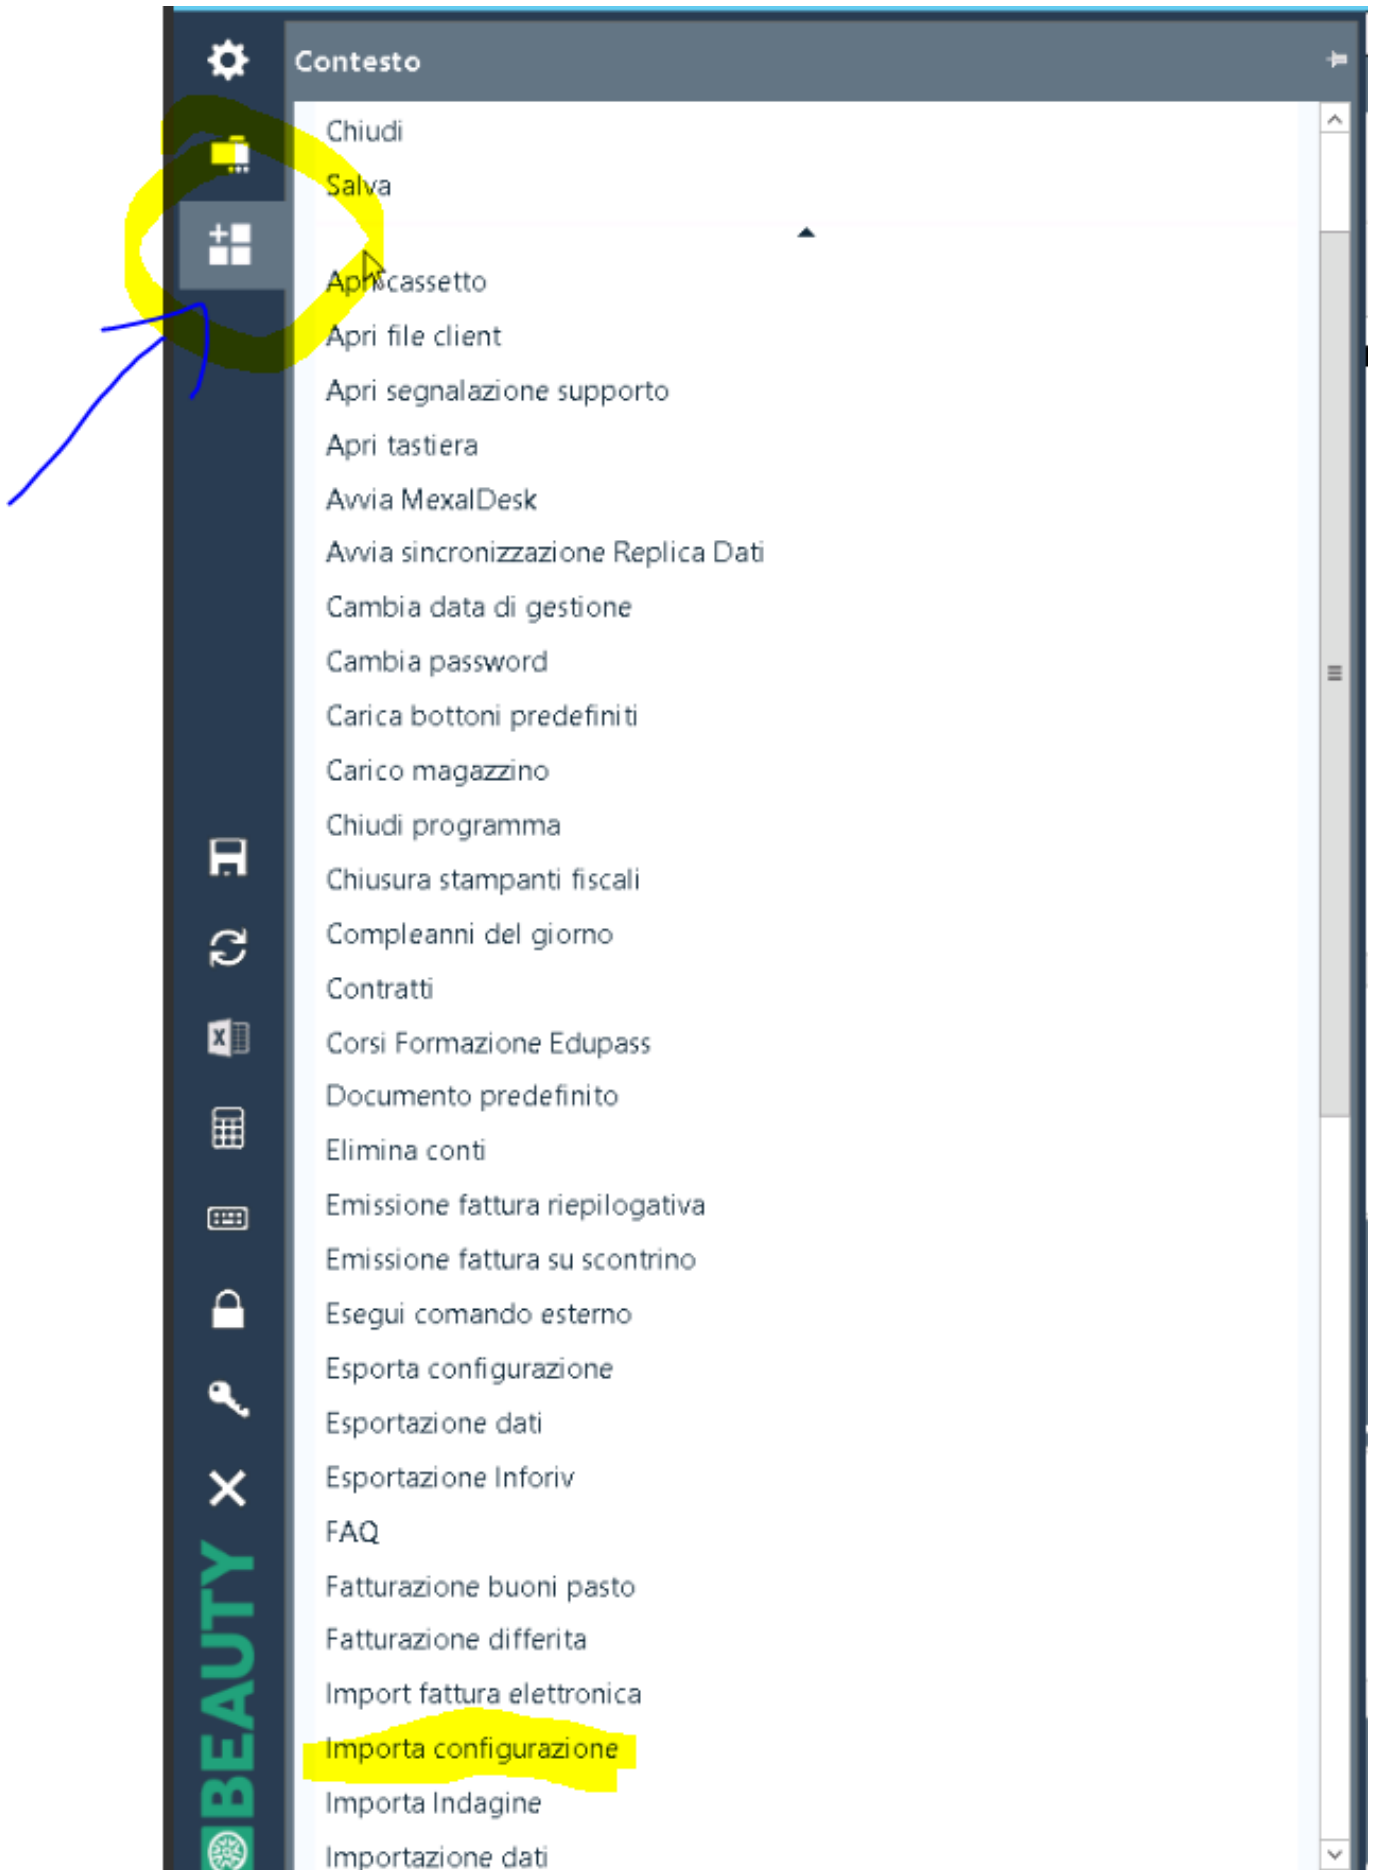 Contesto
Chiudi
Salva
Apri cassetto
Apri file client
Apri segnalazione supporto
Apri tastiera
Avvia MexalDesk
Avvia sincronizzazione Replica Dati
Cambia data di gestione
Cambia password
Carica bottoni predefiniti
Carico magazzino
Chiudi programma
Chiusura stampanti fiscali
Compleanni del giorno
Contratti
Corsi Formazione Edupass
Documento predefinito
Elimina conti
Emissione fattura riepilogativa
Emissione fattura su scontrino
Esegui comando esterno
Esporta configurazione
Esportazione dati
Esportazione Inforiv
FAQ
Fatturazione buoni pasto
Fatturazione differita
Import fattura elettronica
Importa configurazione
Importa Indagine
Importazione dati
BEAUTY